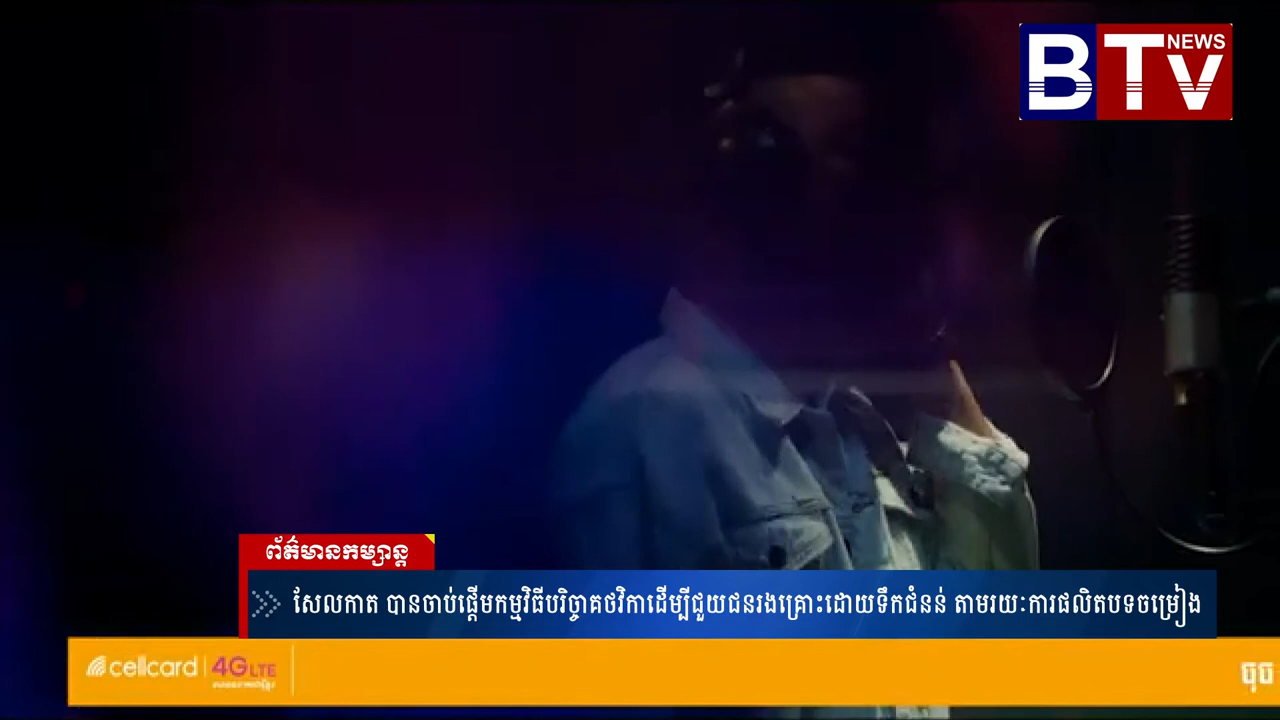 BTV NEWS
ព័ត៌មានកម្សាន្ត
សែលកាត បានចាប់ផ្តើមកម្មវិធីបរិច្ចាគថវិកាដើម្បីជួយជនរងគ្រោះដោយទឹកជំនន់ តាមរយៈការផលិតបទចម្រៀង
cellcard 4G LTE
ចុច